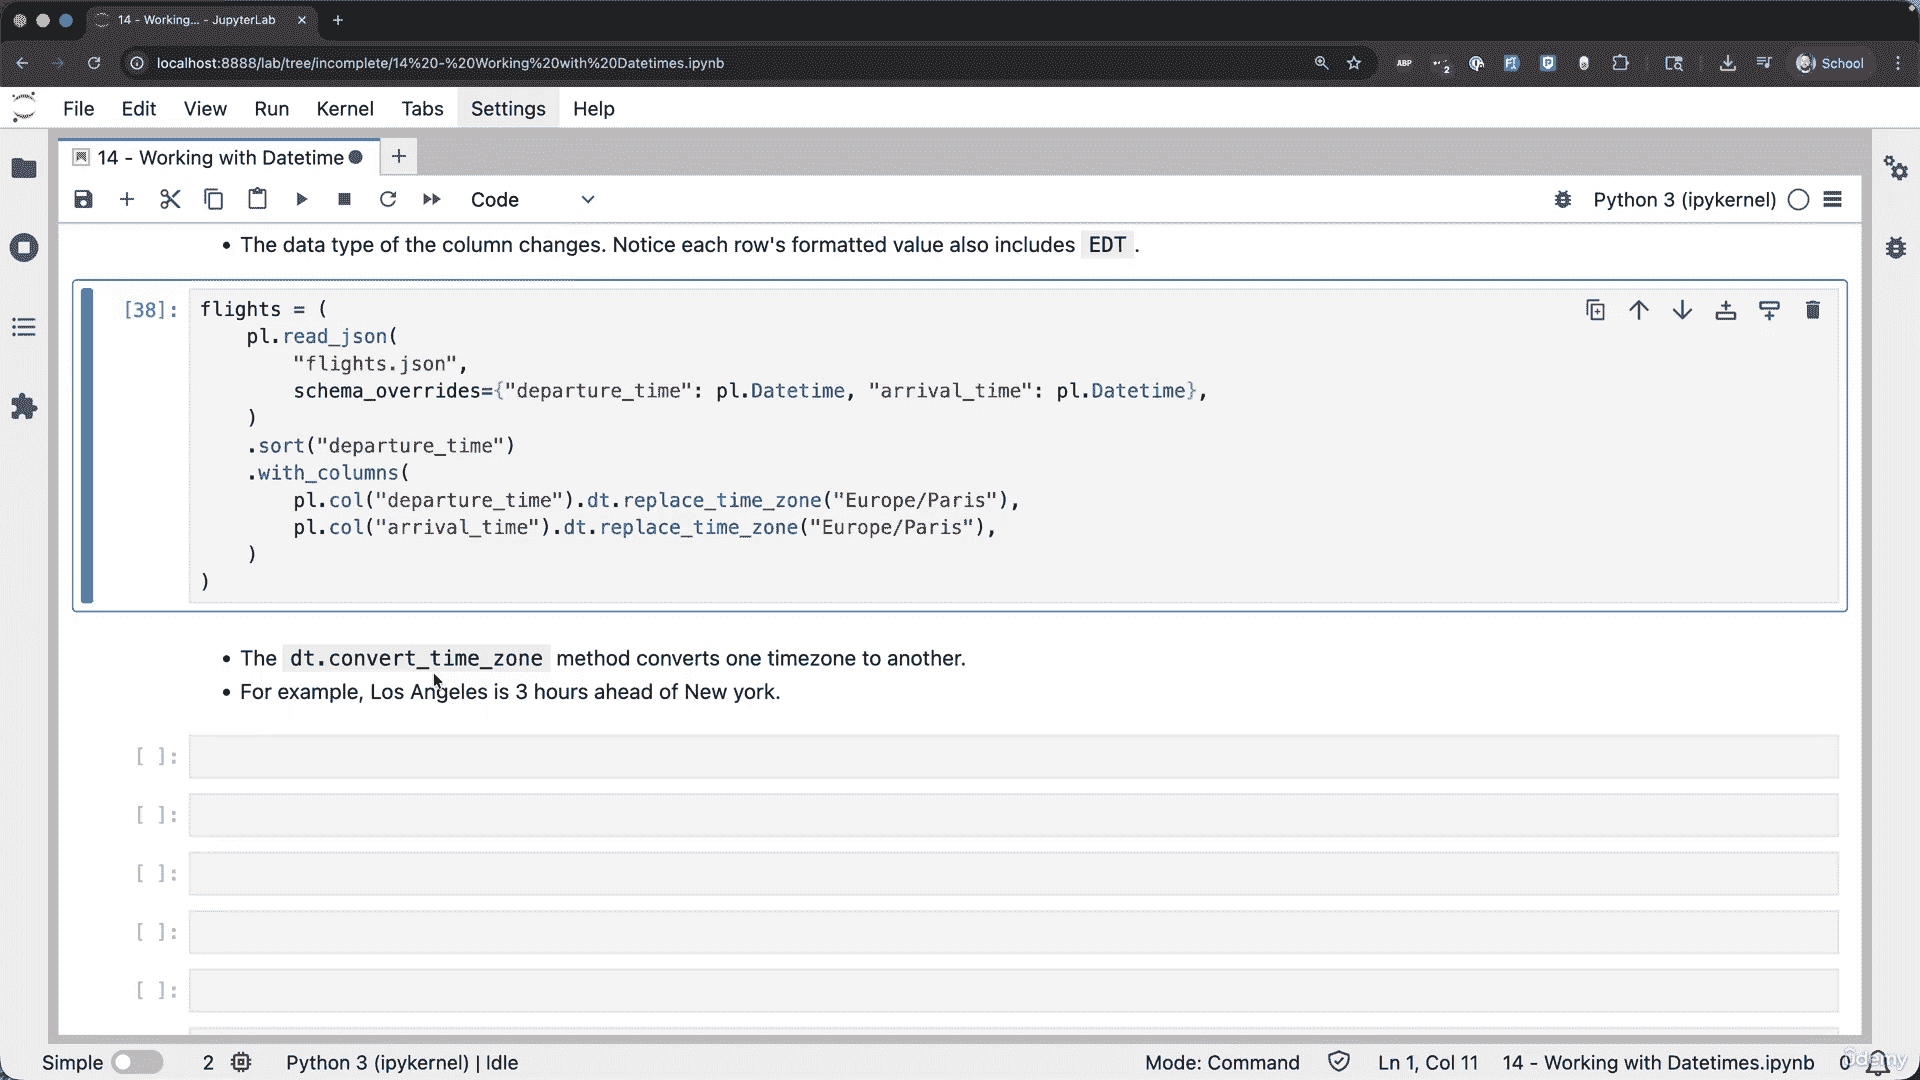 14 - Working... - JupyterLab
localhost:8888/lab/tree/incomplete/14%20-%20Working%20with%20Datetimes.ipynb
ABP
2
School
File Edit View Run Kernel Tabs Settings Help
14 - Working with Datetime
Code
Python 3 (ipykernel)
• The data type of the column changes. Notice each row's formatted value also includes EDT .
[38]:
flights = (
    pl.read_json(
        "flights.json",
        schema_overrides={"departure_time": pl.Datetime, "arrival_time": pl.Datetime},
    )
    .sort("departure_time")
    .with_columns(
        pl.col("departure_time").dt.replace_time_zone("Europe/Paris"),
        pl.col("arrival_time").dt.replace_time_zone("Europe/Paris"),
    )
)
• The dt.convert_time_zone method converts one timezone to another.
• For example, Los Angeles is 3 hours ahead of New york.
[ ]:
[ ]:
[ ]:
[ ]:
[ ]:
Simple 2 Python 3 (ipykernel) | Idle Mode: Command Ln 1, Col 11 14 - Working with Datetimes.ipynb 0